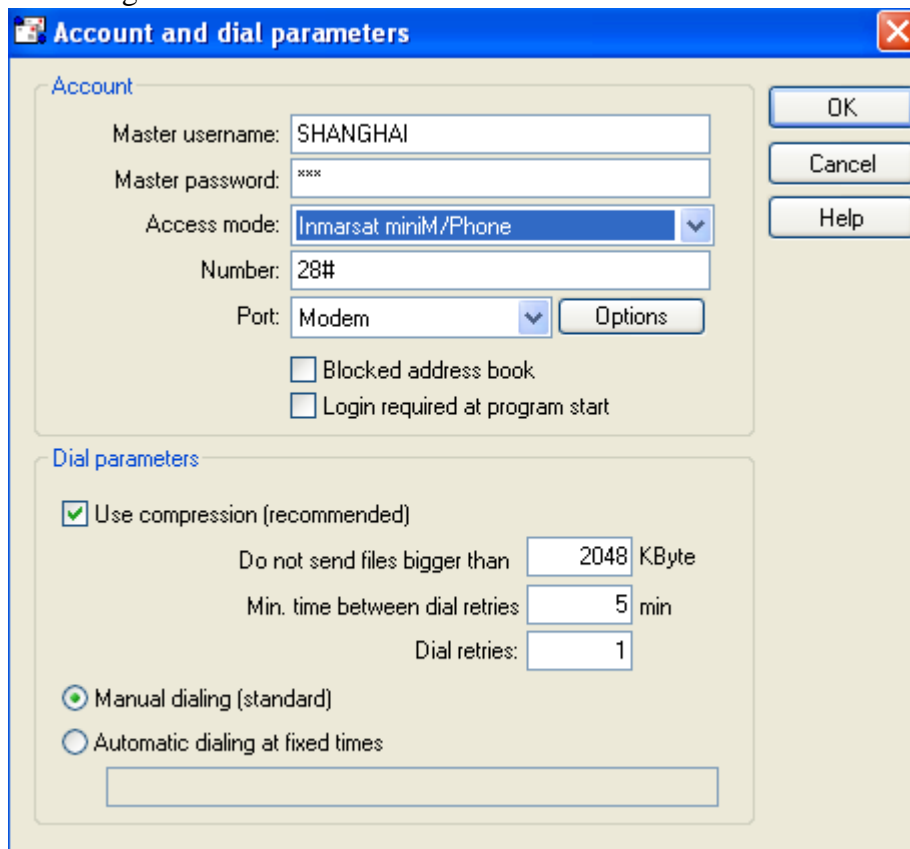 Account and dial parameters
Account
Master username: SHANGHAI
Master password: ***
Access mode: Inmarsat miniM/Phone
Number: 28#
Port: Modem Options
Blocked address book
Login required at program start
OK
Cancel
Help
Dial parameters
Use compression (recommended)
Do not send files bigger than 2048 KByte
Min. time between dial retries 5 min
Dial retries: 1
Manual dialing (standard)
Automatic dialing at fixed times